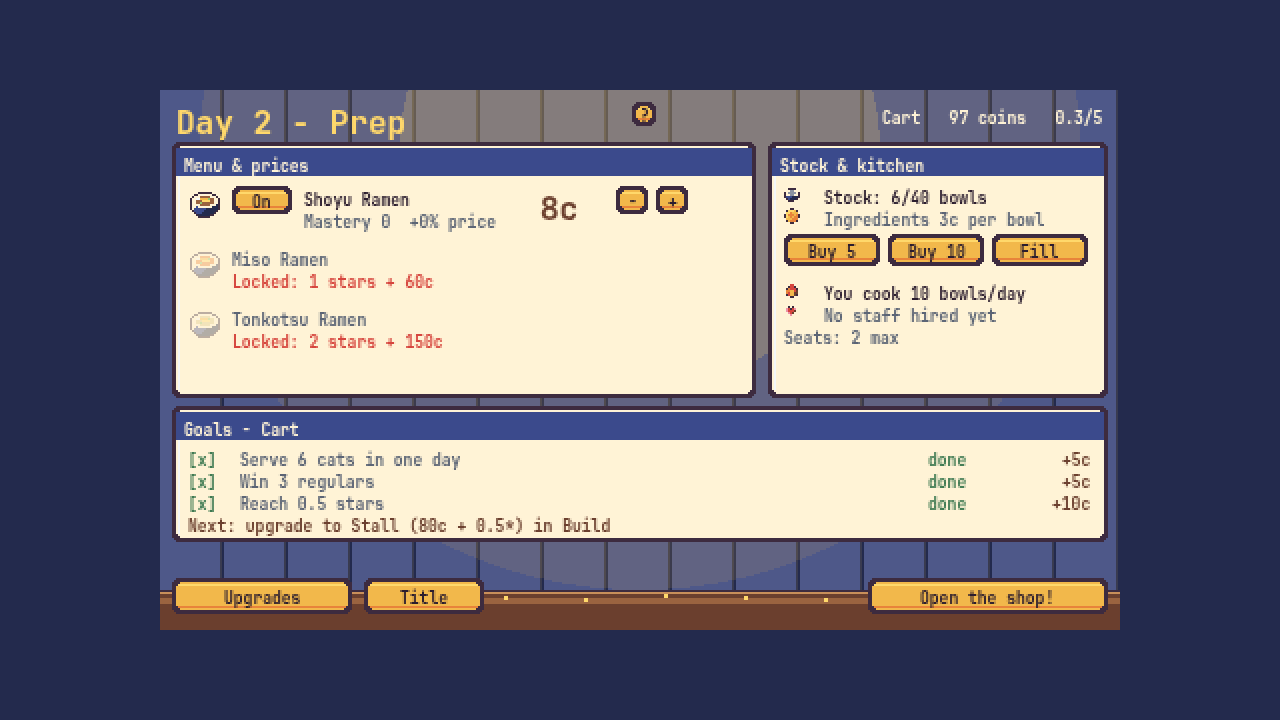 Day 2 - Prep
?
Cart 97 coins 0.3/5
Menu & prices
On Shoyu Ramen 8c - +
Mastery 0 +0% price
Miso Ramen
Locked: 1 stars + 60c
Tonkotsu Ramen
Locked: 2 stars + 150c
Stock & kitchen
Stock: 6/40 bowls
Ingredients 3c per bowl
Buy 5 Buy 10 Fill
You cook 10 bowls/day
No staff hired yet
Seats: 2 max
Goals - Cart
[x] Serve 6 cats in one day done +5c
[x] Win 3 regulars done +5c
[x] Reach 0.5 stars done +10c
Next: upgrade to Stall (80c + 0.5*) in Build
Upgrades Title Open the shop!